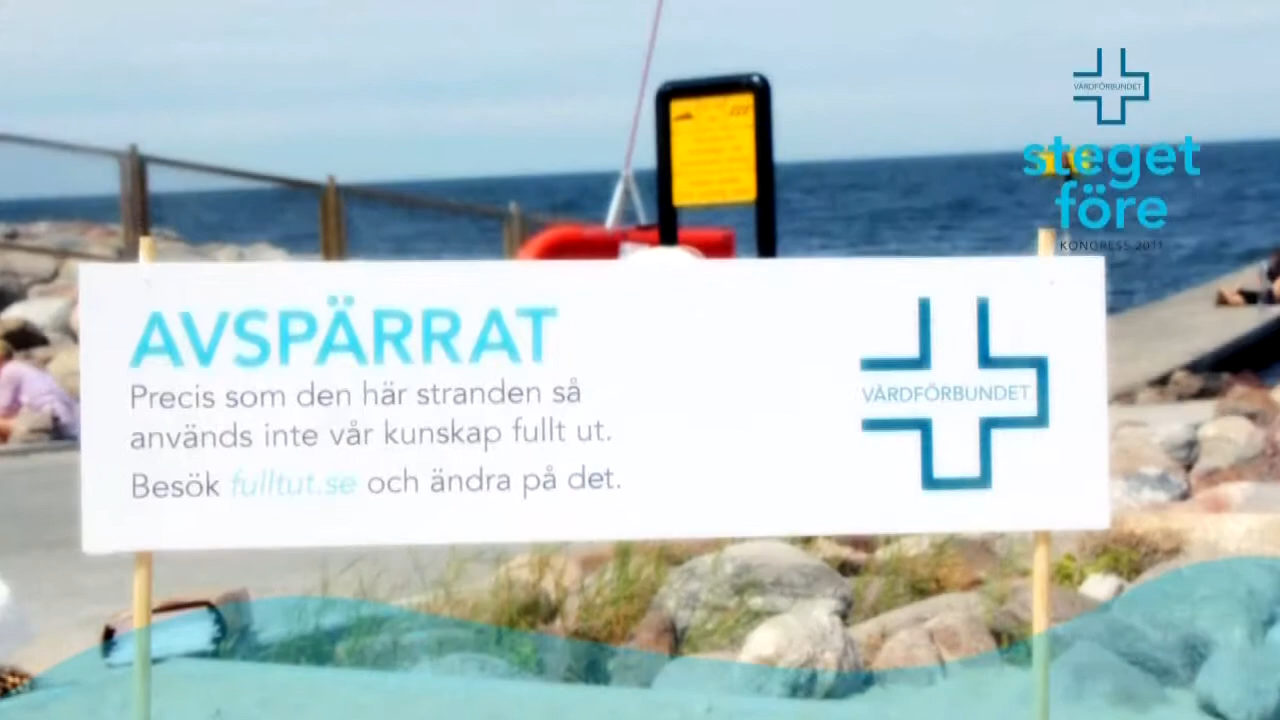 VÅRDFÖRBUNDET
steget
före
KONGRESS 2011
AVSPÄRRAT
Precis som den här stranden så
används inte vår kunskap fullt ut.
Besök fulltut.se och ändra på det.
VÅRDFÖRBUNDET